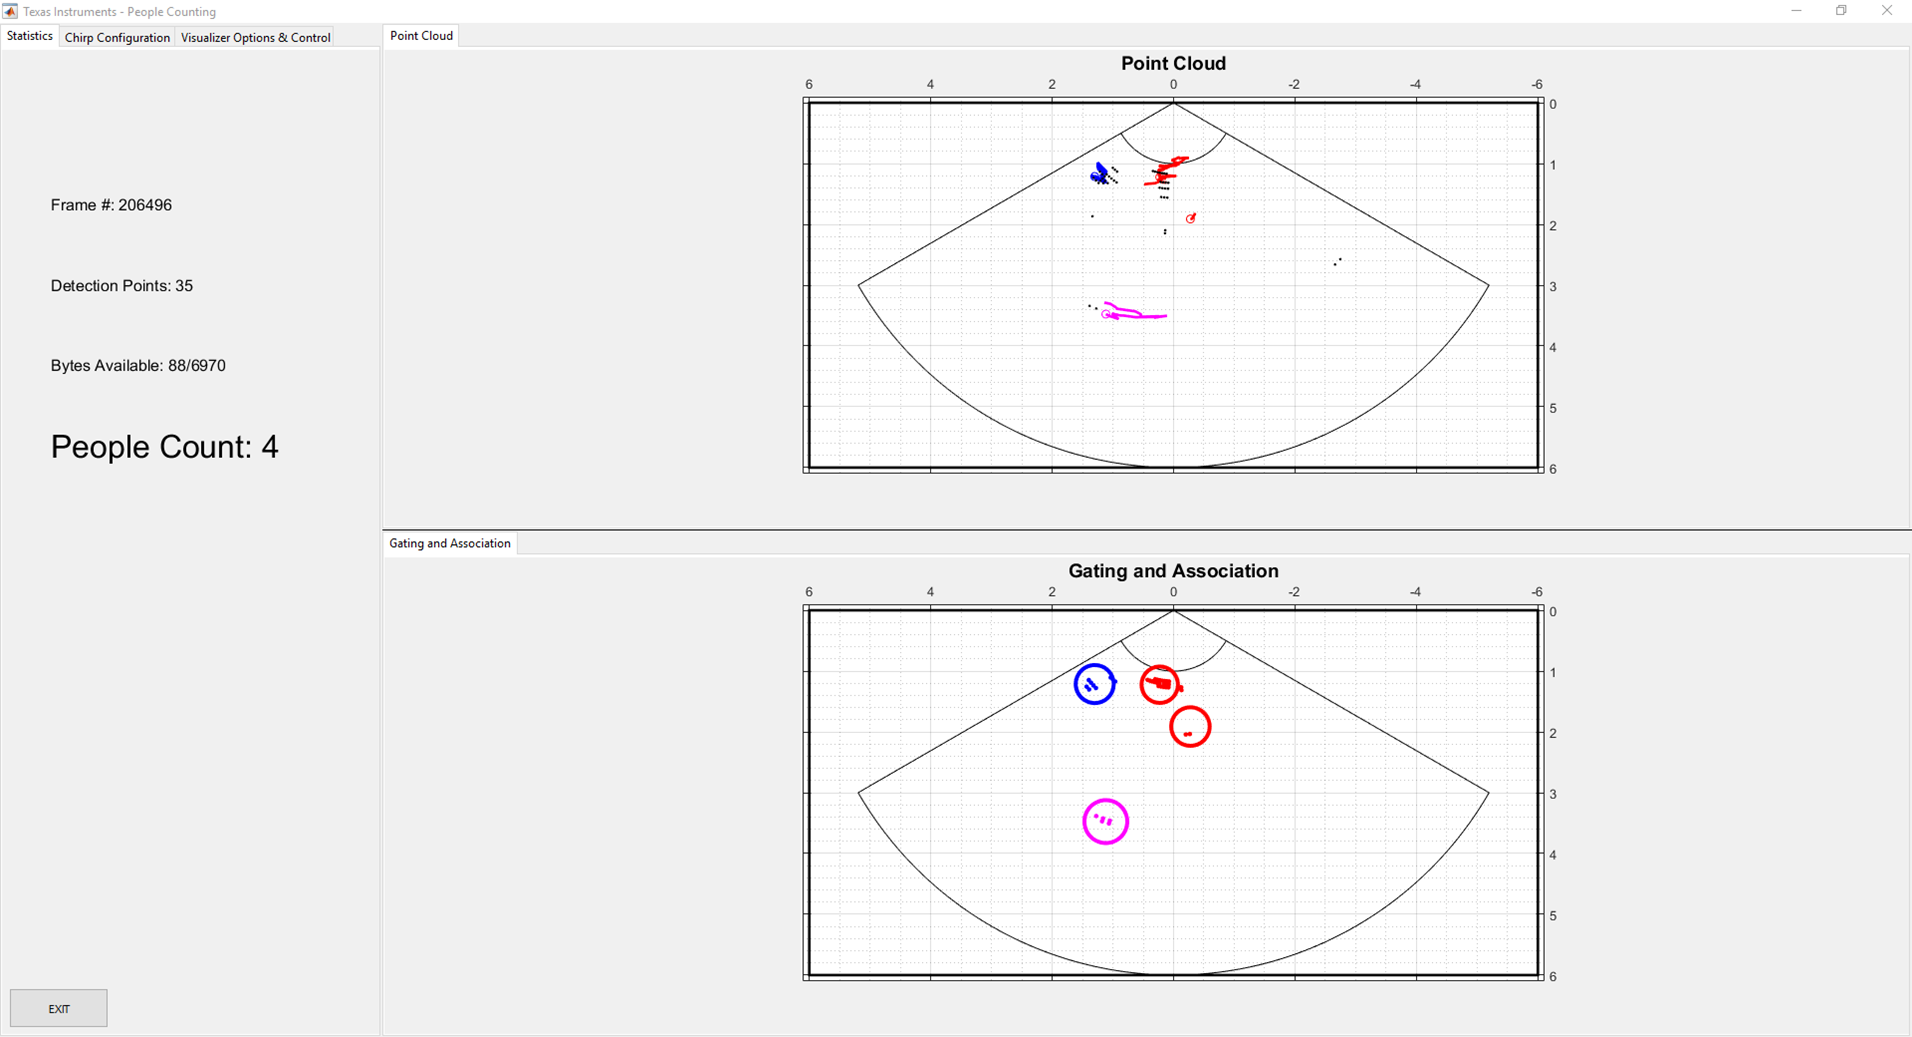 Texas Instruments - People Counting
Statistics
Chirp Configuration
Visualizer Options & Control
Point Cloud
Frame #: 206496
Detection Points: 35
Bytes Available: 88/6970
People Count: 4
EXIT
Point Cloud
6 4 2 0 -2 -4 -6
0
1
2
3
4
5
6
Gating and Association
Gating and Association
6 4 2 0 -2 -4 -6
0
1
2
3
4
5
6